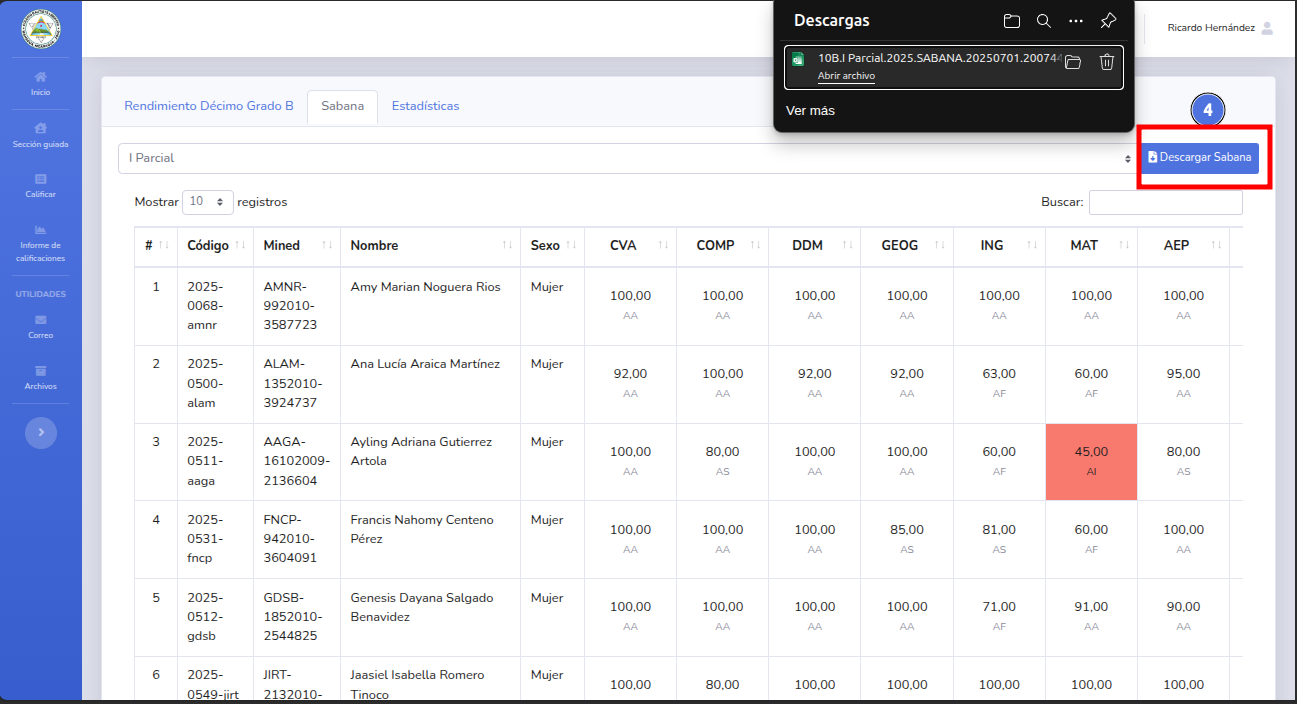 Descargas
10B.I Parcial.2025.SABANA.20250701.200744
Abrir archivo
Ver más
Ricardo Hernández
Inicio
Sección guiada
Calificar
Informe de
calificaciones
UTILIDADES
Correo
Archivos
Rendimiento Décimo Grado B
Sabana
Estadísticas
4
I Parcial
Descargar Sabana
Mostrar 10 registros
Buscar:
# Código Mined Nombre Sexo CVA COMP DDM GEOG ING MAT AEP
1 2025-0068-amnr AMNR-992010-3587723 Amy Marian Noguera Rios Mujer 100,00 AA 100,00 AA 100,00 AA 100,00 AA 100,00 AA 100,00 AA 100,00 AA
2 2025-0500-alam ALAM-1352010-3924737 Ana Lucía Araica Martínez Mujer 92,00 AA 100,00 AA 92,00 AA 92,00 AA 63,00 AF 60,00 AF 95,00 AA
3 2025-0511-aaga AAGA-16102009-2136604 Ayling Adriana Gutierrez Artola Mujer 100,00 AA 80,00 AS 100,00 AA 100,00 AA 60,00 AF 45,00 AI 80,00 AS
4 2025-0531-fncp FNCP-942010-3604091 Francis Nahomy Centeno Pérez Mujer 100,00 AA 100,00 AA 100,00 AA 85,00 AS 81,00 AS 60,00 AF 100,00 AA
5 2025-0512-gdsb GDSB-1852010-2544825 Genesis Dayana Salgado Benavidez Mujer 100,00 AA 100,00 AA 100,00 AA 100,00 AA 71,00 AF 91,00 AA 90,00 AA
6 2025-0549-jirt JIRT-2132010- Jaasiel Isabella Romero Tinoco Mujer 100,00 80,00 100,00 100,00 100,00 100,00 100,00